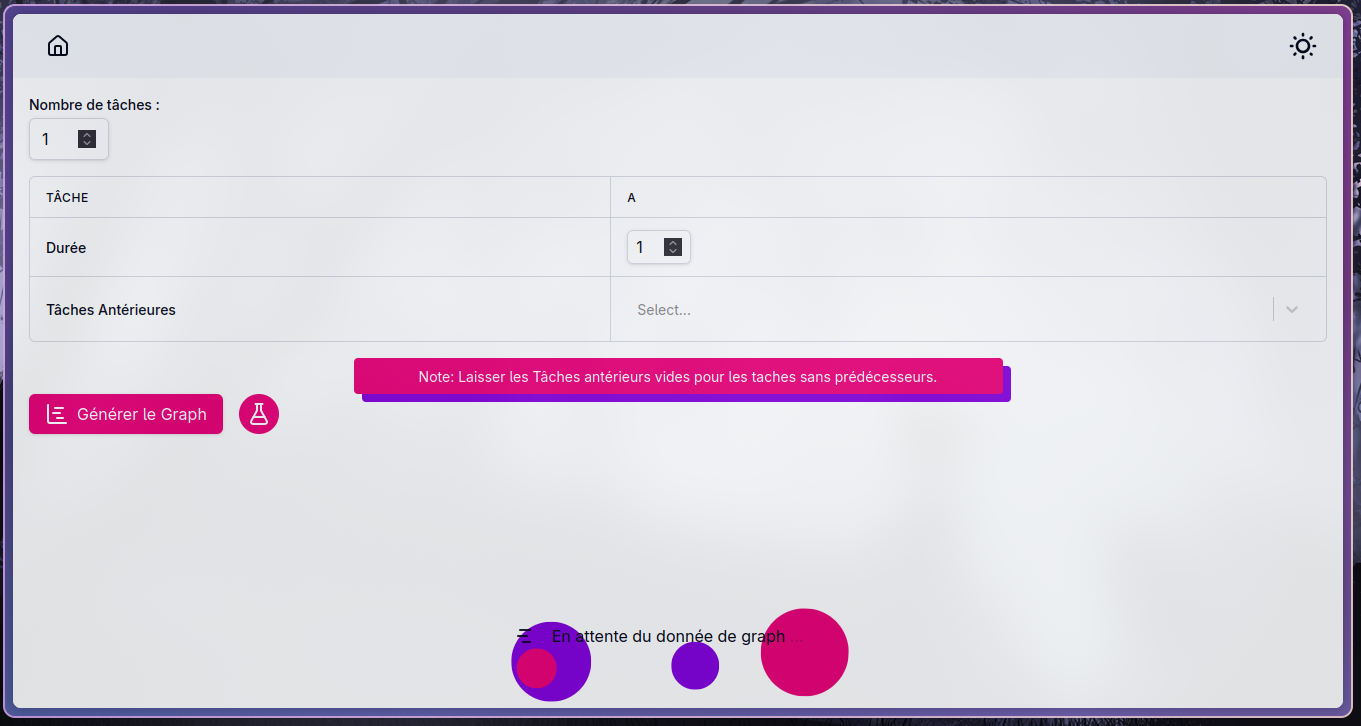 Nombre de tâches :
1
TÂCHE A
Durée 1
Tâches Antérieures Select...
Note: Laisser les Tâches antérieurs vides pour les taches sans prédécesseurs.
Générer le Graph
En attente du donnée de graph ...